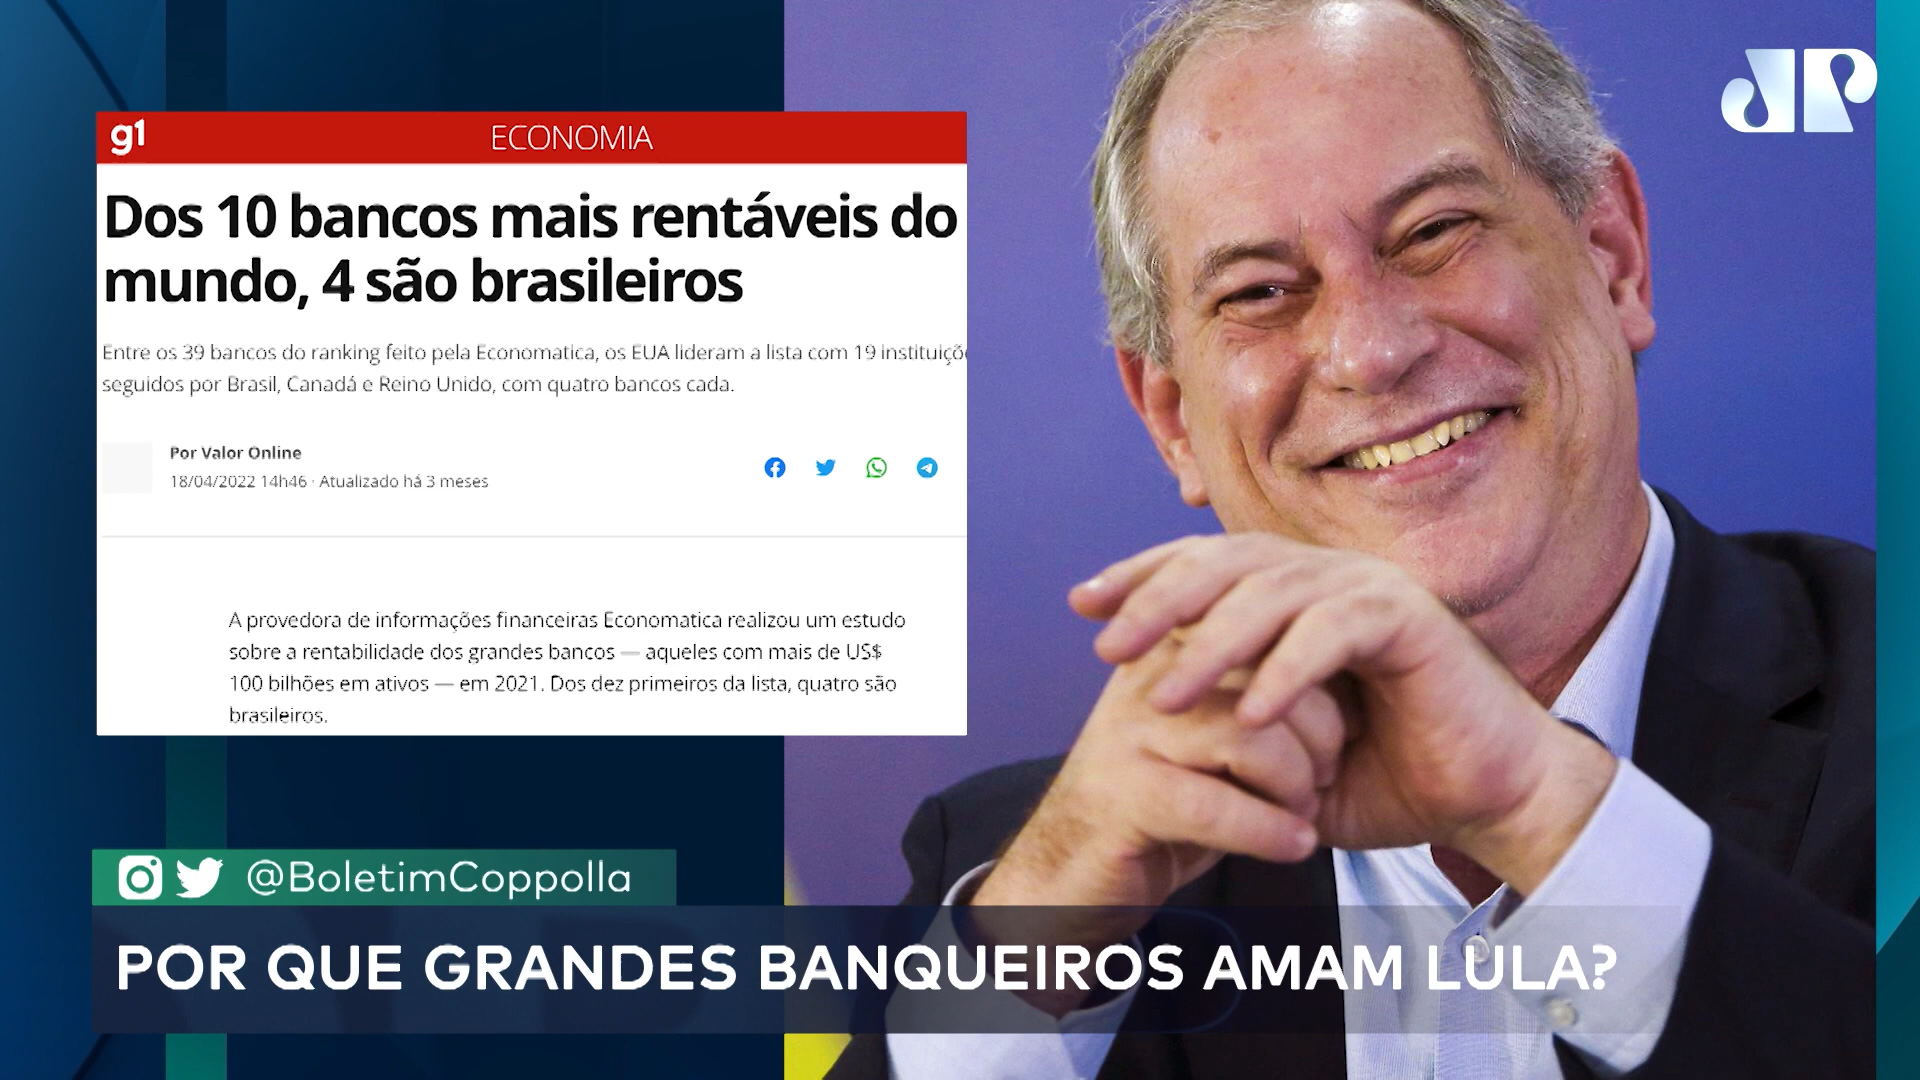 JP
g1
ECONOMIA
Dos 10 bancos mais rentáveis do
mundo, 4 são brasileiros
Entre os 39 bancos do ranking feito pela Economatica, os EUA lideram a lista com 19
seguidos por Brasil, Canadá e Reino Unido, com quatro bancos cada.
Por Valor Online
18/04/2022 14h46 · Atualizado há 3 meses
A provedora de informações financeiras Economatica realizou um estudo
sobre a rentabilidade dos grandes bancos — aqueles com mais de US$
100 bilhões em ativos — em 2021. Dos dez primeiros da lista, quatro são
brasileiros.
@BoletimCoppolla
POR QUE GRANDES BANQUEIROS AMAM LULA?